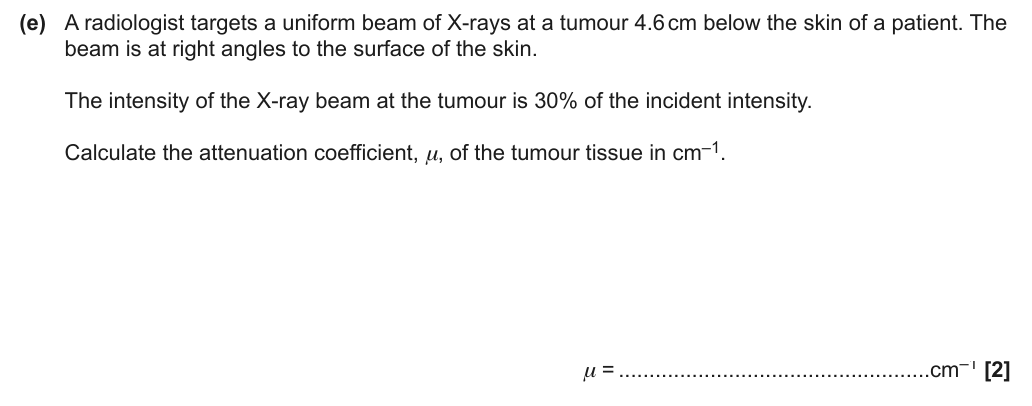 (e) A radiologist targets a uniform beam of X-rays at a tumour 4.6 cm below the skin of a patient. The
beam is at right angles to the surface of the skin.
The intensity of the X-ray beam at the tumour is 30% of the incident intensity.
Calculate the attenuation coefficient, μ, of the tumour tissue in cm⁻¹.
μ = ...................................................cm⁻¹ [2]